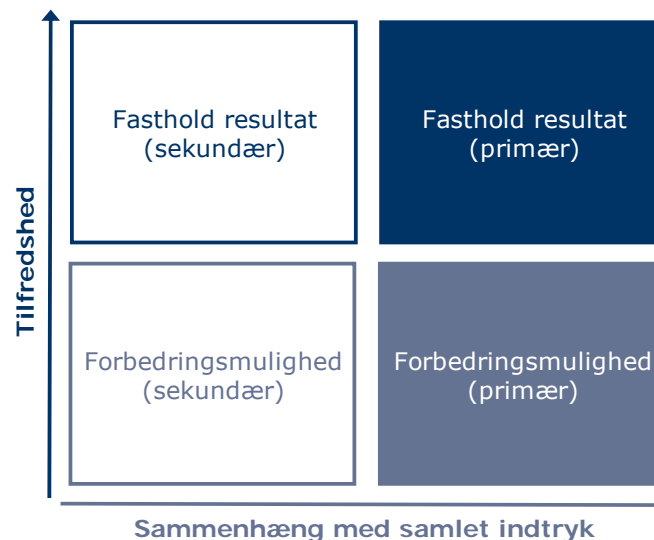 Tilfredshed
Fasthold resultat
(sekundær)
Fasthold resultat
(primær)
Forbedringsmulighed
(sekundær)
Forbedringsmulighed
(primær)
Sammenhæng med samlet indtryk